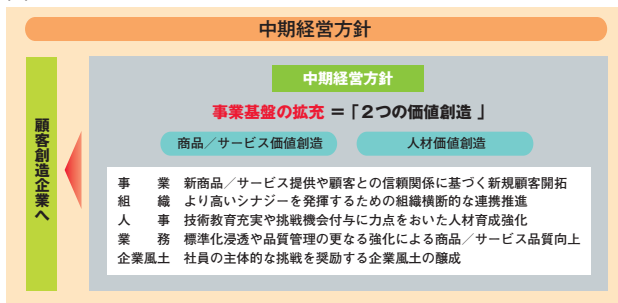 中期経営方針
顧客創造企業へ
中期経営方針
事業基盤の拡充 ＝「２つの価値創造 」
商品／サービス価値創造
人材価値創造
事　　業　新商品／サービス提供や顧客との信頼関係に基づく新規顧客開拓
組　　織　より高いシナジーを発揮するための組織横断的な連携推進
人　　事　技術教育充実や挑戦機会付与に力点をおいた人材育成強化
業　　務　標準化浸透や品質管理の更なる強化による商品／サービス品質向上
企業風土　社員の主体的な挑戦を奨励する企業風土の醸成